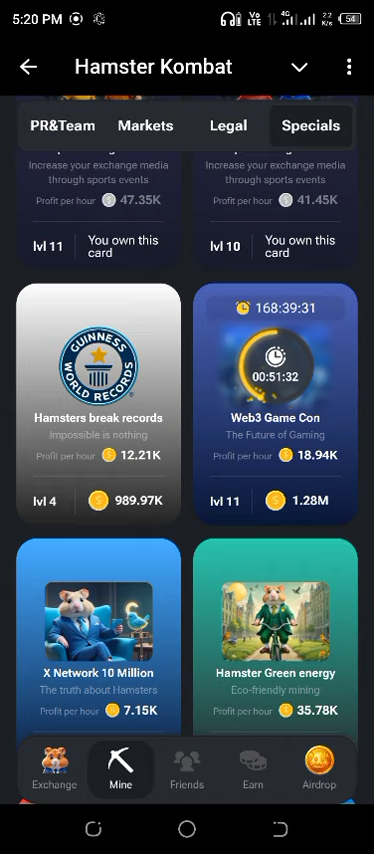 5:20 PM
Vo LTE 4G 2.2 K/s 54
Hamster Kombat
PR&Team Markets Legal Specials
Increase your exchange media through sports events
Profit per hour 47.35K
lvl 11 You own this card
Increase your exchange media through sports events
Profit per hour 41.45K
lvl 10 You own this card
GUINNESS WORLD RECORDS
Hamsters break records
Impossible is nothing
Profit per hour 12.21K
lvl 4 989.97K
168:39:31
00:51:32
Web3 Game Con
The Future of Gaming
Profit per hour 18.94K
lvl 11 1.28M
X Network 10 Million
The truth about Hamsters
Profit per hour 7.15K
Hamster Green energy
Eco-friendly mining
Profit per hour 35.78K
Exchange Mine Friends Earn Airdrop